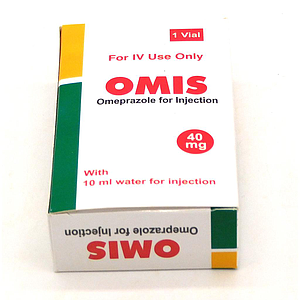 1 Vial
For IV Use Only
OMIS
Omeprazole for Injection
40
mg
With
10 ml water for injection
OMIS
Omeprazole for Injection